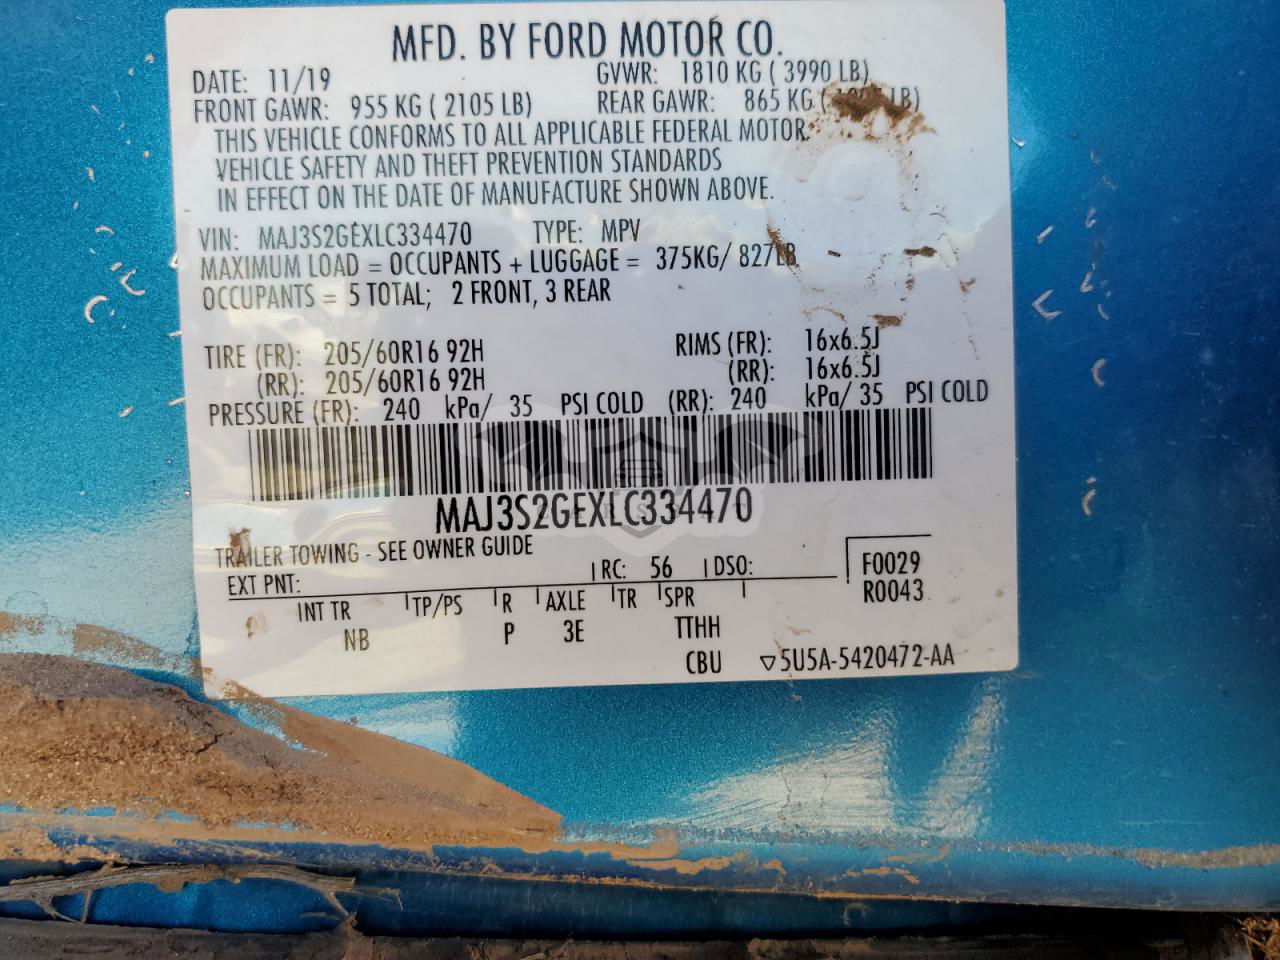 MFD. BY FORD MOTOR CO.
DATE: 11/19 GVWR: 1810 KG ( 3990 LB)
FRONT GAWR: 955 KG ( 2105 LB) REAR GAWR: 865 KG ( LB)
THIS VEHICLE CONFORMS TO ALL APPLICABLE FEDERAL MOTOR
VEHICLE SAFETY AND THEFT PREVENTION STANDARDS
IN EFFECT ON THE DATE OF MANUFACTURE SHOWN ABOVE.
VIN: MAJ3S2GEXLC334470 TYPE: MPV
MAXIMUM LOAD = OCCUPANTS + LUGGAGE = 375KG/ 827LB
OCCUPANTS = 5 TOTAL; 2 FRONT, 3 REAR
TIRE (FR): 205/60R16 92H RIMS (FR): 16x6.5J
(RR): 205/60R16 92H (RR): 16x6.5J
PRESSURE (FR): 240 kPa/ 35 PSI COLD (RR): 240 kPa/ 35 PSI COLD
MAJ3S2GEXLC334470
TRAILER TOWING - SEE OWNER GUIDE
EXT PNT: RC: 56 DSO: F0029
R0043
INT TR TP/PS R AXLE TR SPR
NB P 3E TTHH
CBU ▽5U5A-5420472-AA